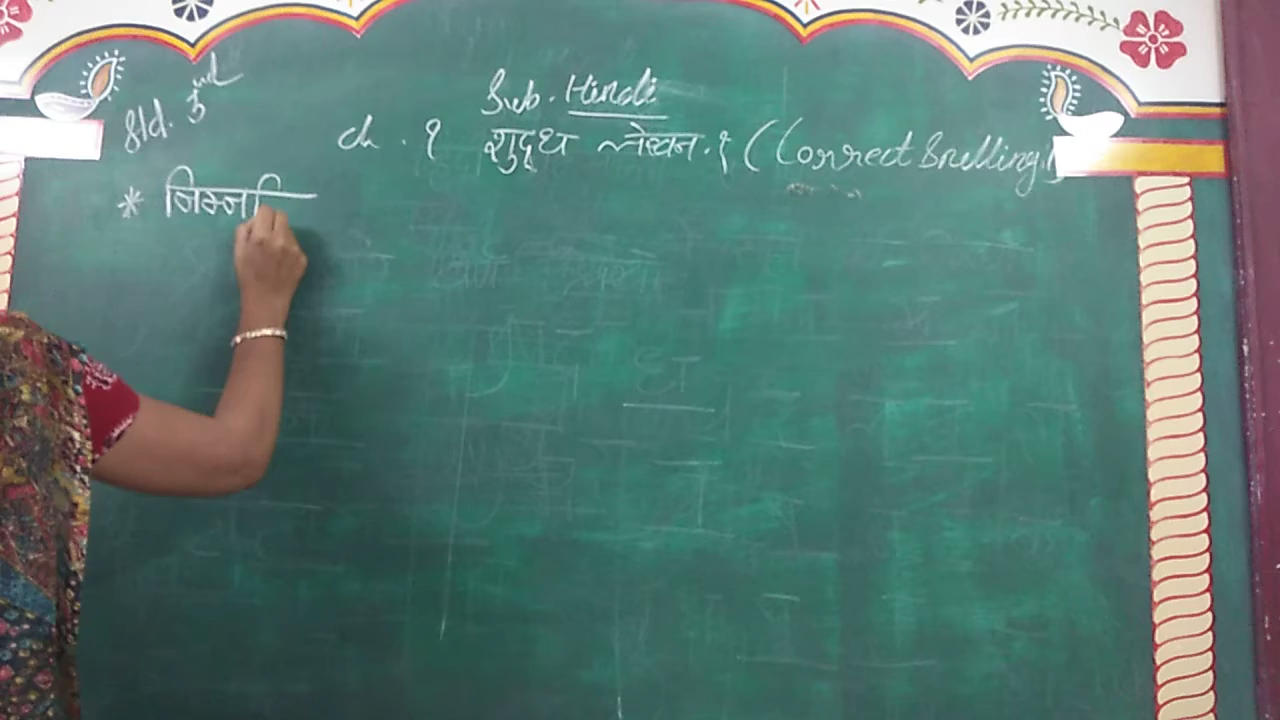 Std. 3rd
Sub. Hindi
ch. १ शुद्ध लेखन.१ (Correct Spelling.)
* निम्नि